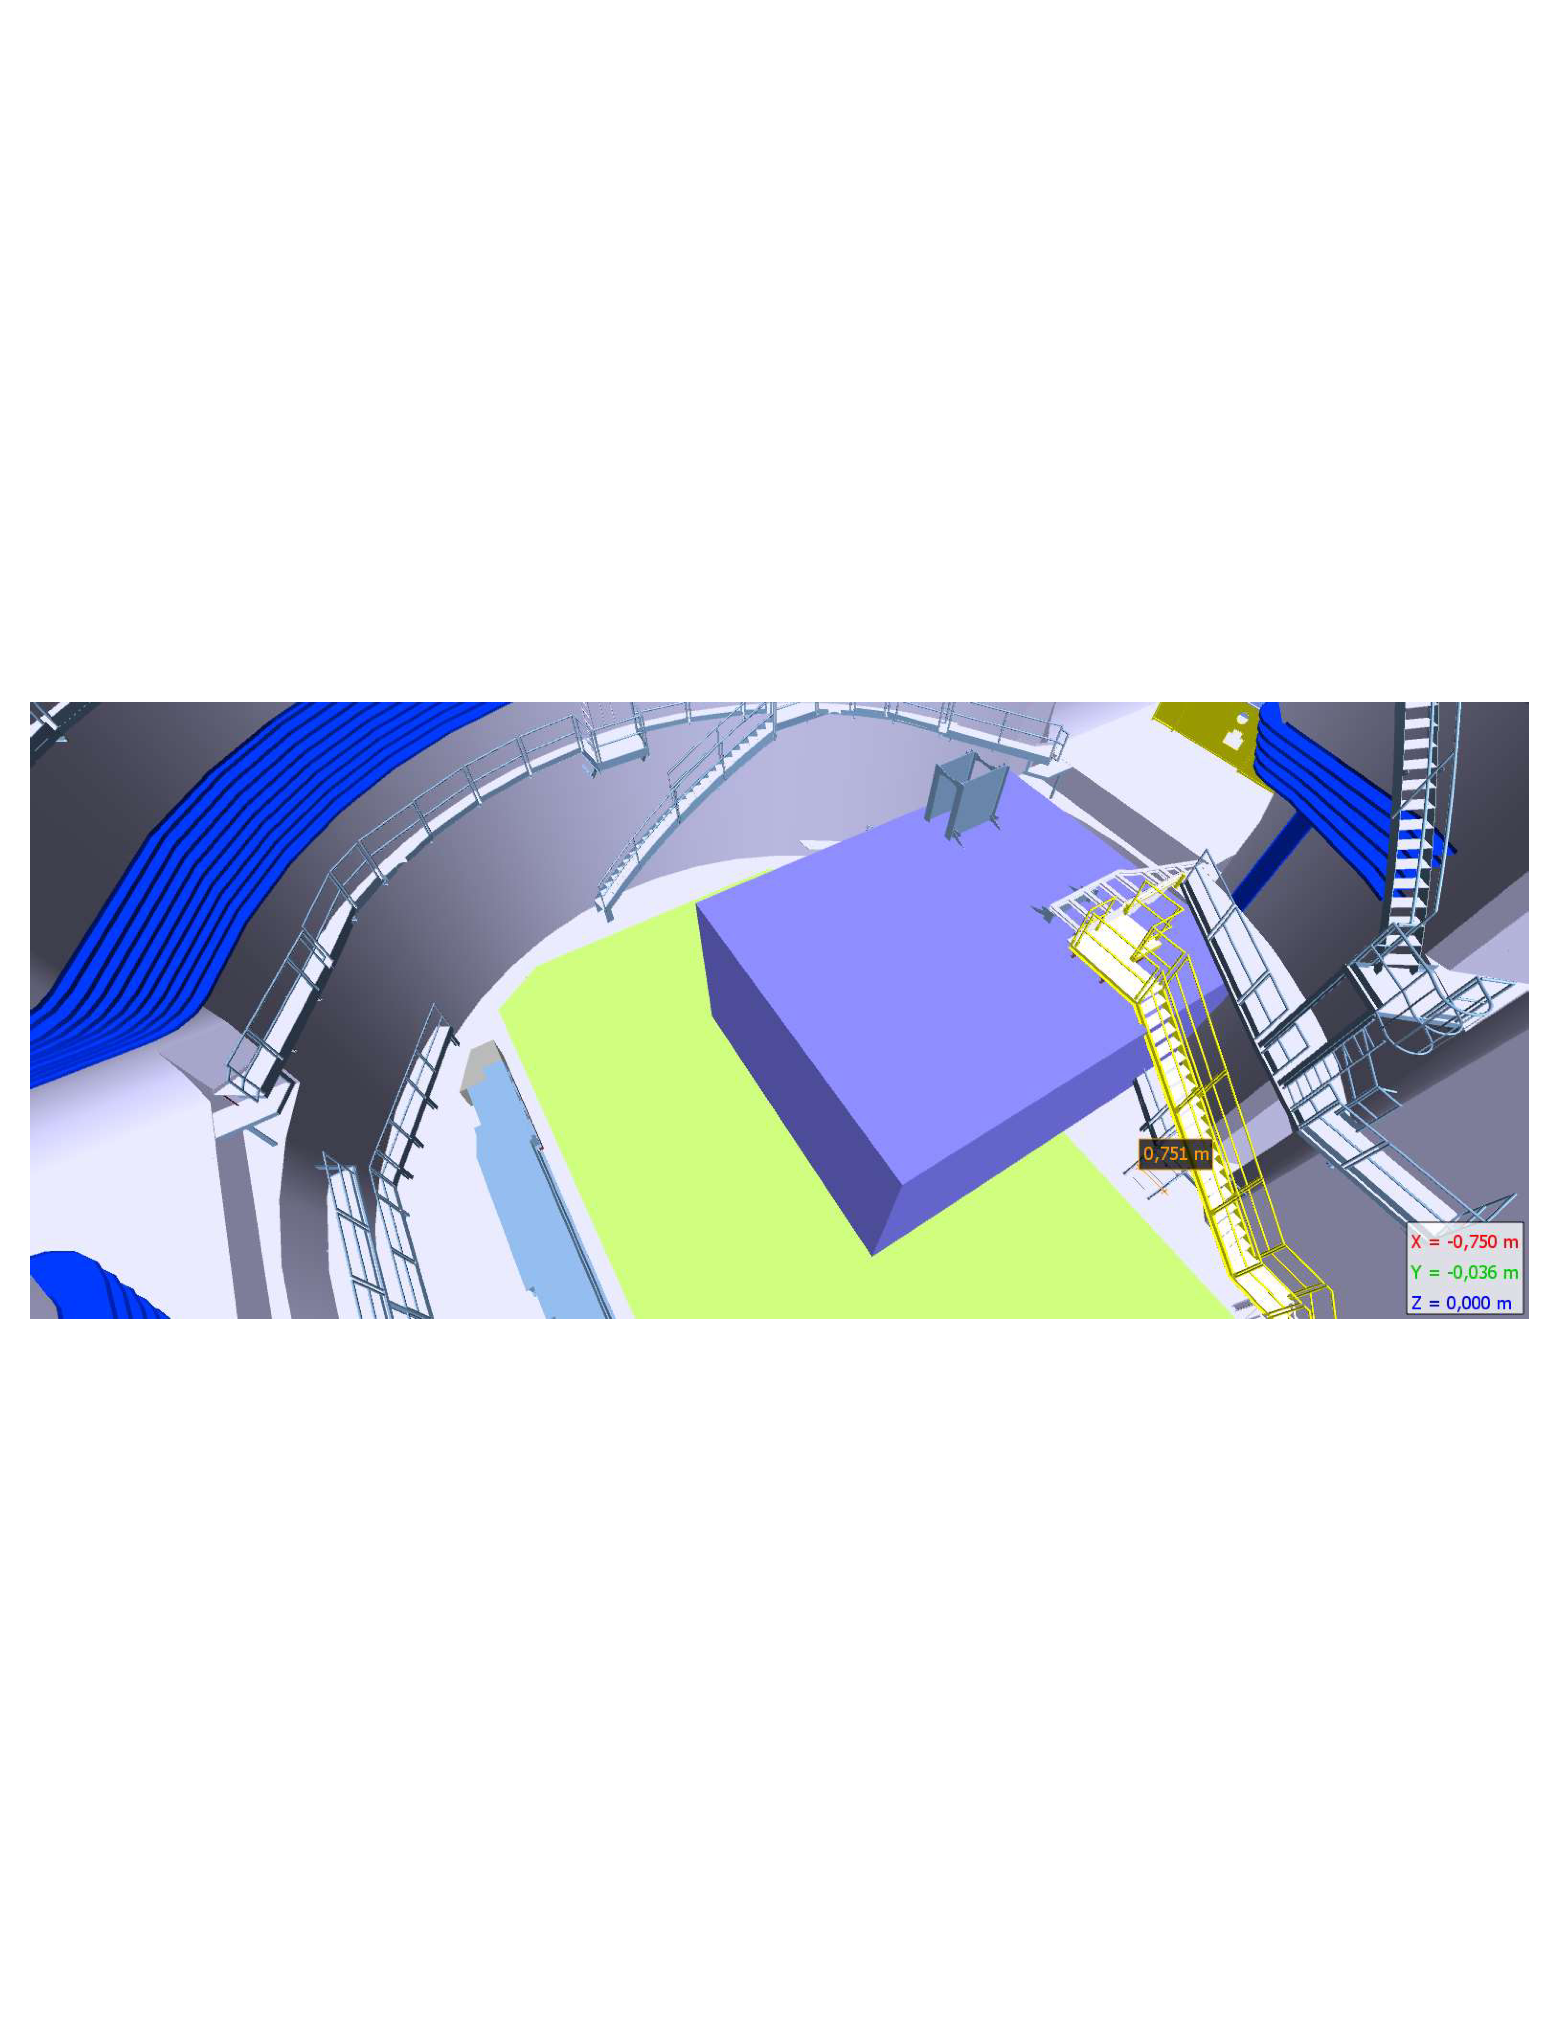 0,751 m
X = -0,750 m
Y = -0,036 m
Z = 0,000 m